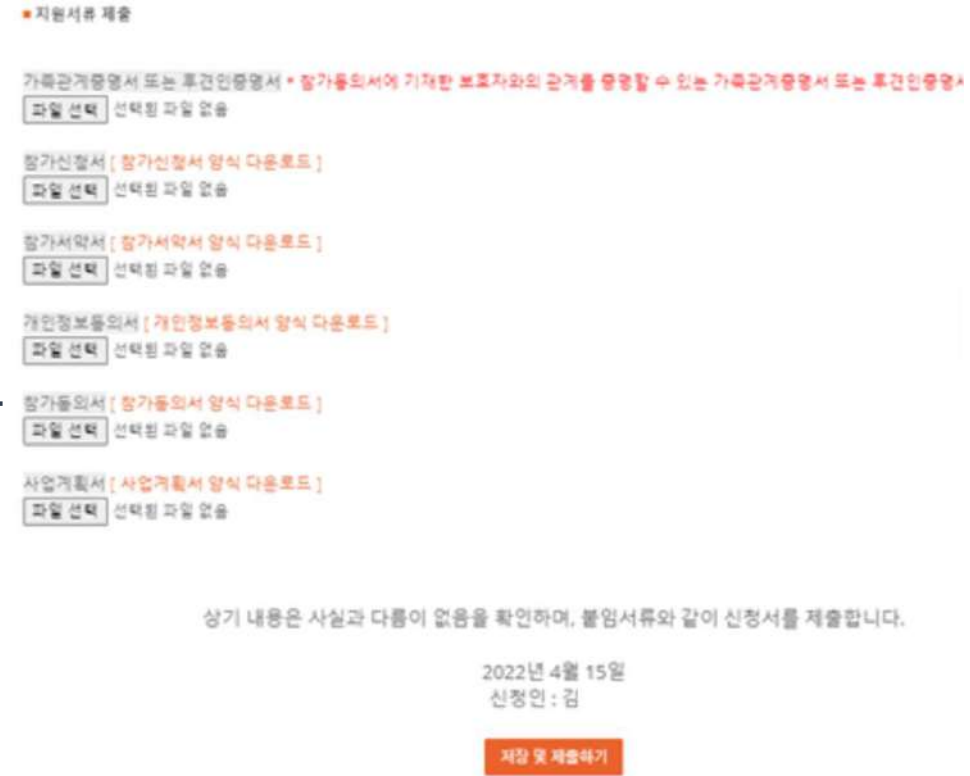 ■ 지원서류 제출
가족관계증명서 또는 후견인증명서 * 참가동의서에 기재한 보호자와의 관계를 증명할 수 있는 가족관계증명서 또는 후견인증명서
파일 선택 선택된 파일 없음
참가신청서 [ 참가신청서 양식 다운로드 ]
파일 선택 선택된 파일 없음
참가서약서 [ 참가서약서 양식 다운로드 ]
파일 선택 선택된 파일 없음
개인정보동의서 [ 개인정보동의서 양식 다운로드 ]
파일 선택 선택된 파일 없음
참가동의서 [ 참가동의서 양식 다운로드 ]
파일 선택 선택된 파일 없음
사업계획서 [ 사업계획서 양식 다운로드 ]
파일 선택 선택된 파일 없음
상기 내용은 사실과 다름이 없음을 확인하며, 붙임서류와 같이 신청서를 제출합니다.
2022년 4월 15일
신청인 : 김
저장 및 제출하기